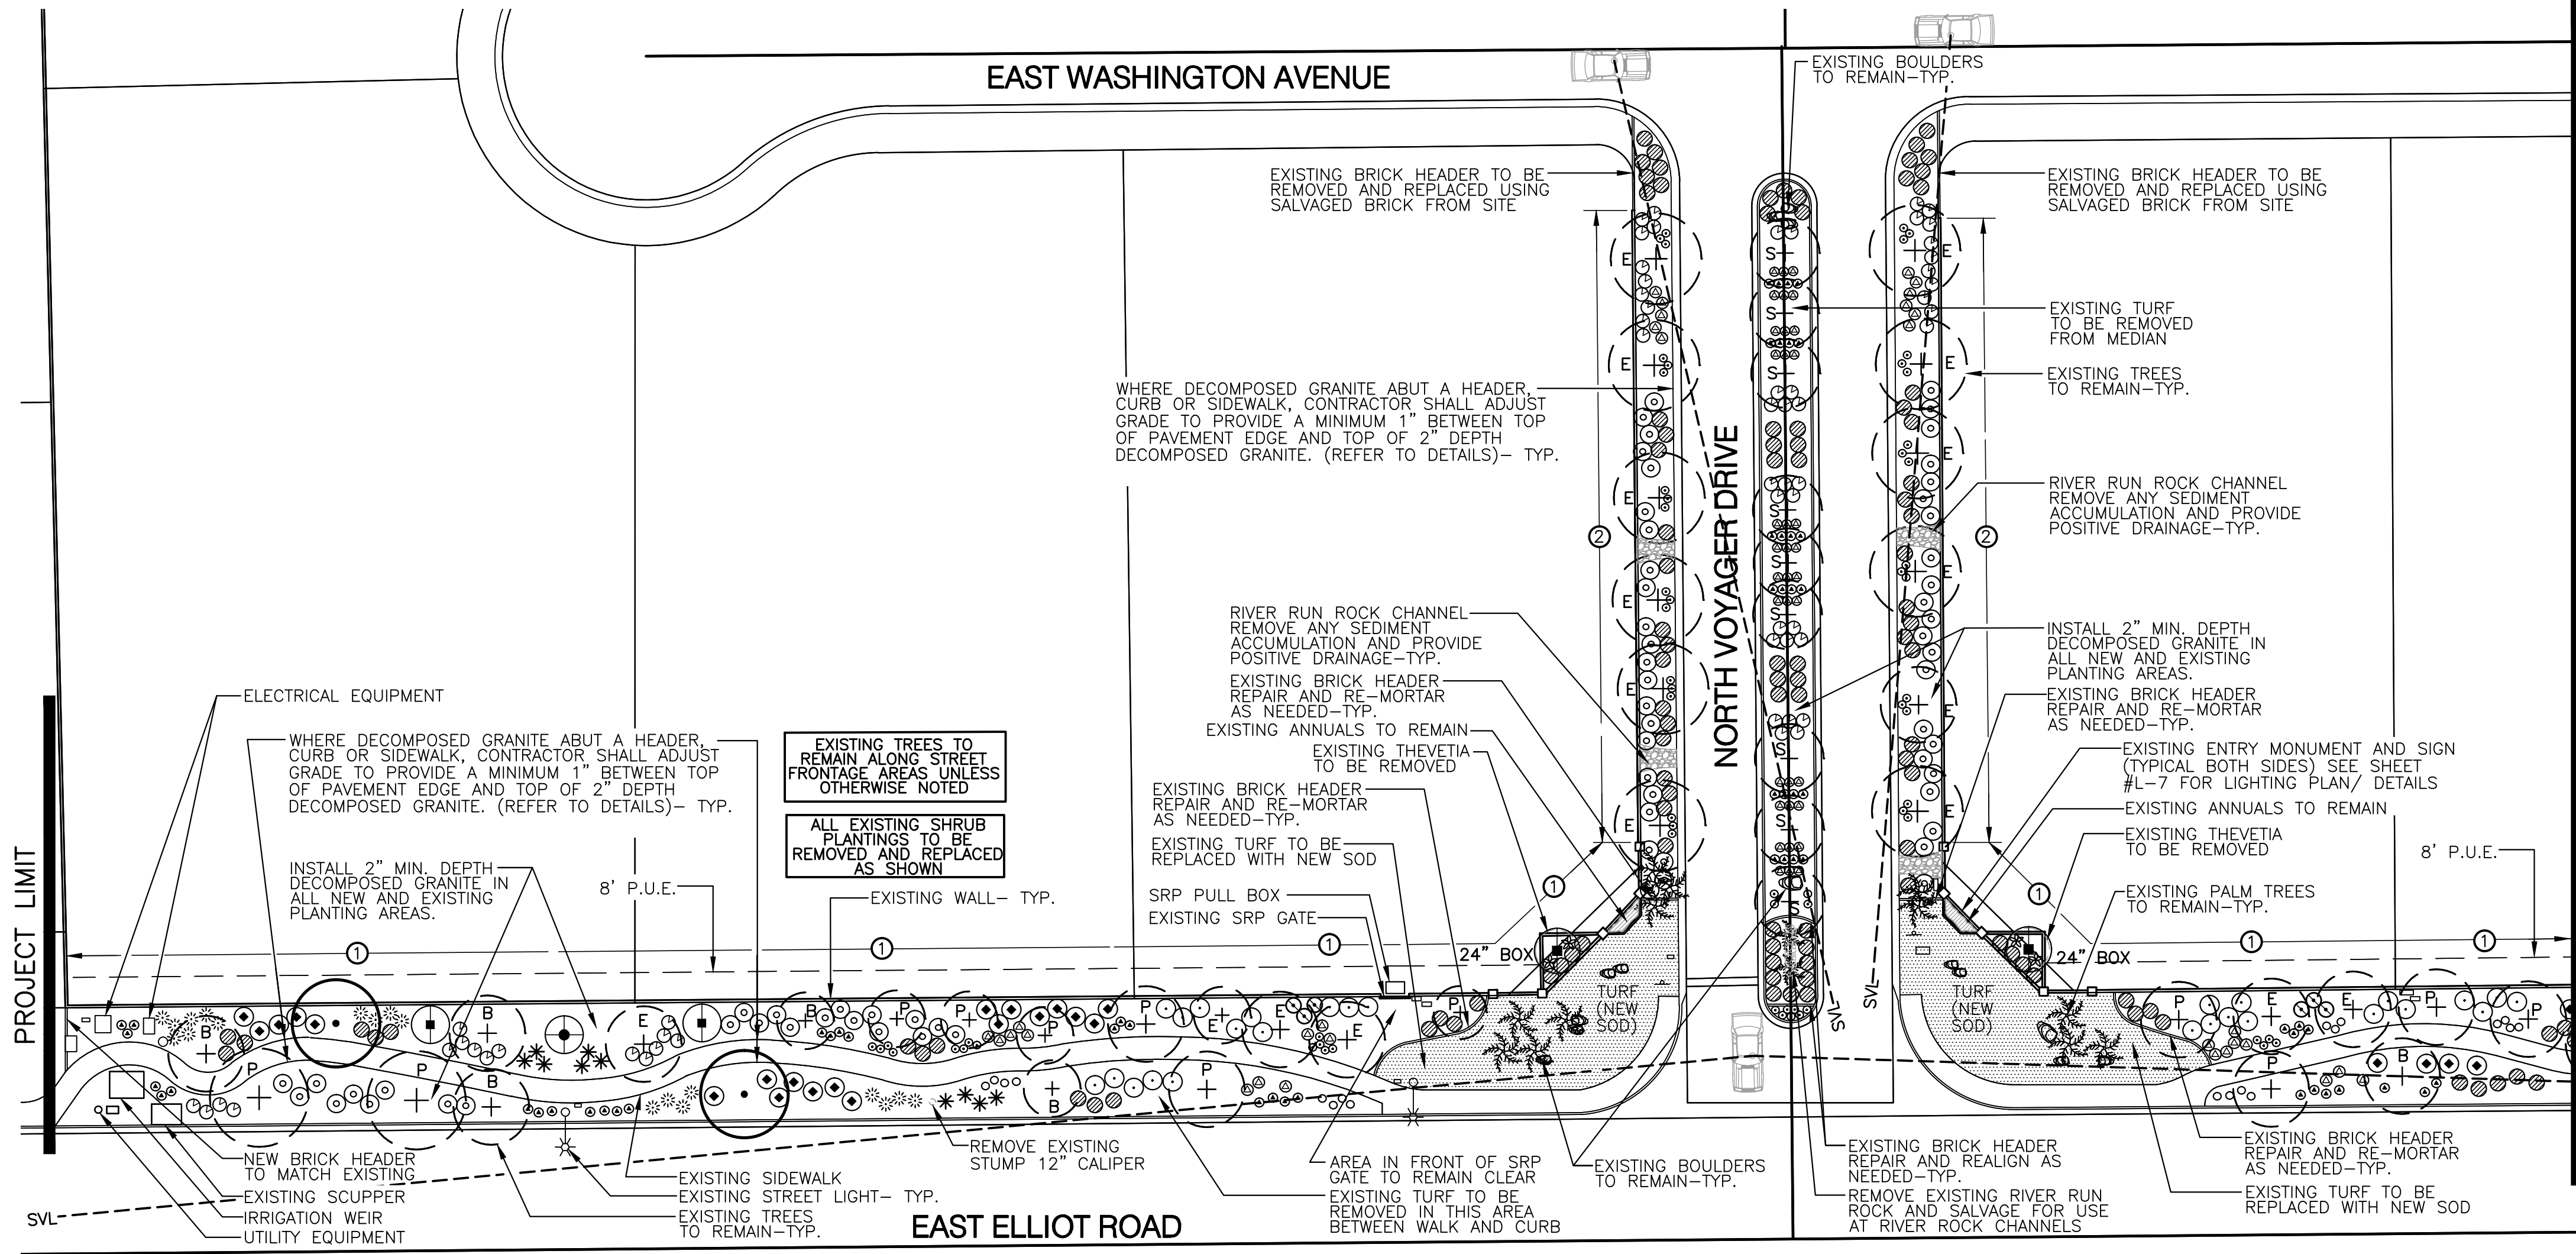 EAST WASHINGTON AVENUE
EXISTING BOULDERS
TO REMAIN-TYP.
EXISTING BRICK HEADER TO BE
REMOVED AND REPLACED USING
SALVAGED BRICK FROM SITE
EXISTING BRICK HEADER TO BE
REMOVED AND REPLACED USING
SALVAGED BRICK FROM SITE
EXISTING TURF
TO BE REMOVED
FROM MEDIAN
EXISTING TREES
TO REMAIN-TYP.
WHERE DECOMPOSED GRANITE ABUT A HEADER,
CURB OR SIDEWALK, CONTRACTOR SHALL ADJUST
GRADE TO PROVIDE A MINIMUM 1" BETWEEN TOP
OF PAVEMENT EDGE AND TOP OF 2" DEPTH
DECOMPOSED GRANITE. (REFER TO DETAILS)- TYP.
NORTH VOYAGER DRIVE
RIVER RUN ROCK CHANNEL
REMOVE ANY SEDIMENT
ACCUMULATION AND PROVIDE
POSITIVE DRAINAGE-TYP.
2
2
RIVER RUN ROCK CHANNEL
REMOVE ANY SEDIMENT
ACCUMULATION AND PROVIDE
POSITIVE DRAINAGE-TYP.
EXISTING BRICK HEADER
REPAIR AND RE-MORTAR
AS NEEDED-TYP.
EXISTING ANNUALS TO REMAIN
EXISTING THEVETIA
TO BE REMOVED
EXISTING BRICK HEADER
REPAIR AND RE-MORTAR
AS NEEDED-TYP.
EXISTING TURF TO BE
REPLACED WITH NEW SOD
SRP PULL BOX
EXISTING SRP GATE
INSTALL 2" MIN. DEPTH
DECOMPOSED GRANITE IN
ALL NEW AND EXISTING
PLANTING AREAS.
EXISTING BRICK HEADER
REPAIR AND RE-MORTAR
AS NEEDED-TYP.
EXISTING ENTRY MONUMENT AND SIGN
(TYPICAL BOTH SIDES) SEE SHEET
#L-7 FOR LIGHTING PLAN/ DETAILS
EXISTING ANNUALS TO REMAIN
EXISTING THEVETIA
TO BE REMOVED
8' P.U.E.
EXISTING PALM TREES
TO REMAIN-TYP.
ELECTRICAL EQUIPMENT
WHERE DECOMPOSED GRANITE ABUT A HEADER,
CURB OR SIDEWALK, CONTRACTOR SHALL ADJUST
GRADE TO PROVIDE A MINIMUM 1" BETWEEN TOP
OF PAVEMENT EDGE AND TOP OF 2" DEPTH
DECOMPOSED GRANITE. (REFER TO DETAILS)- TYP.
EXISTING TREES TO
REMAIN ALONG STREET
FRONTAGE AREAS UNLESS
OTHERWISE NOTED
ALL EXISTING SHRUB
PLANTINGS TO BE
REMOVED AND REPLACED
AS SHOWN
PROJECT LIMIT
INSTALL 2" MIN. DEPTH
DECOMPOSED GRANITE IN
ALL NEW AND EXISTING
PLANTING AREAS.
8' P.U.E.
EXISTING WALL- TYP.
1
1
1
1
1
1
1
24" BOX
24" BOX
TURF
(NEW
SOD)
TURF
(NEW
SOD)
SVL
SVL
E
E
E
E
E
E
S
S
S
S
S
S
S
S
S
E
E
E
E
E
E
B
P
P
B
B
E
B
P
P
P
P
E
E
E
B
P
P
P
E
E
P
P
B
P
NEW BRICK HEADER
TO MATCH EXISTING
EXISTING SCUPPER
IRRIGATION WEIR
UTILITY EQUIPMENT
SVL
EXISTING SIDEWALK
EXISTING STREET LIGHT- TYP.
EXISTING TREES
TO REMAIN-TYP.
REMOVE EXISTING
STUMP 12" CALIPER
EAST ELLIOT ROAD
AREA IN FRONT OF SRP
GATE TO REMAIN CLEAR
EXISTING TURF TO BE
REMOVED IN THIS AREA
BETWEEN WALK AND CURB
EXISTING BOULDERS
TO REMAIN-TYP.
EXISTING BRICK HEADER
REPAIR AND REALIGN AS
NEEDED-TYP.
REMOVE EXISTING RIVER RUN
ROCK AND SALVAGE FOR USE
AT RIVER ROCK CHANNELS
EXISTING BRICK HEADER
REPAIR AND RE-MORTAR
AS NEEDED-TYP.
EXISTING TURF TO BE
REPLACED WITH NEW SOD